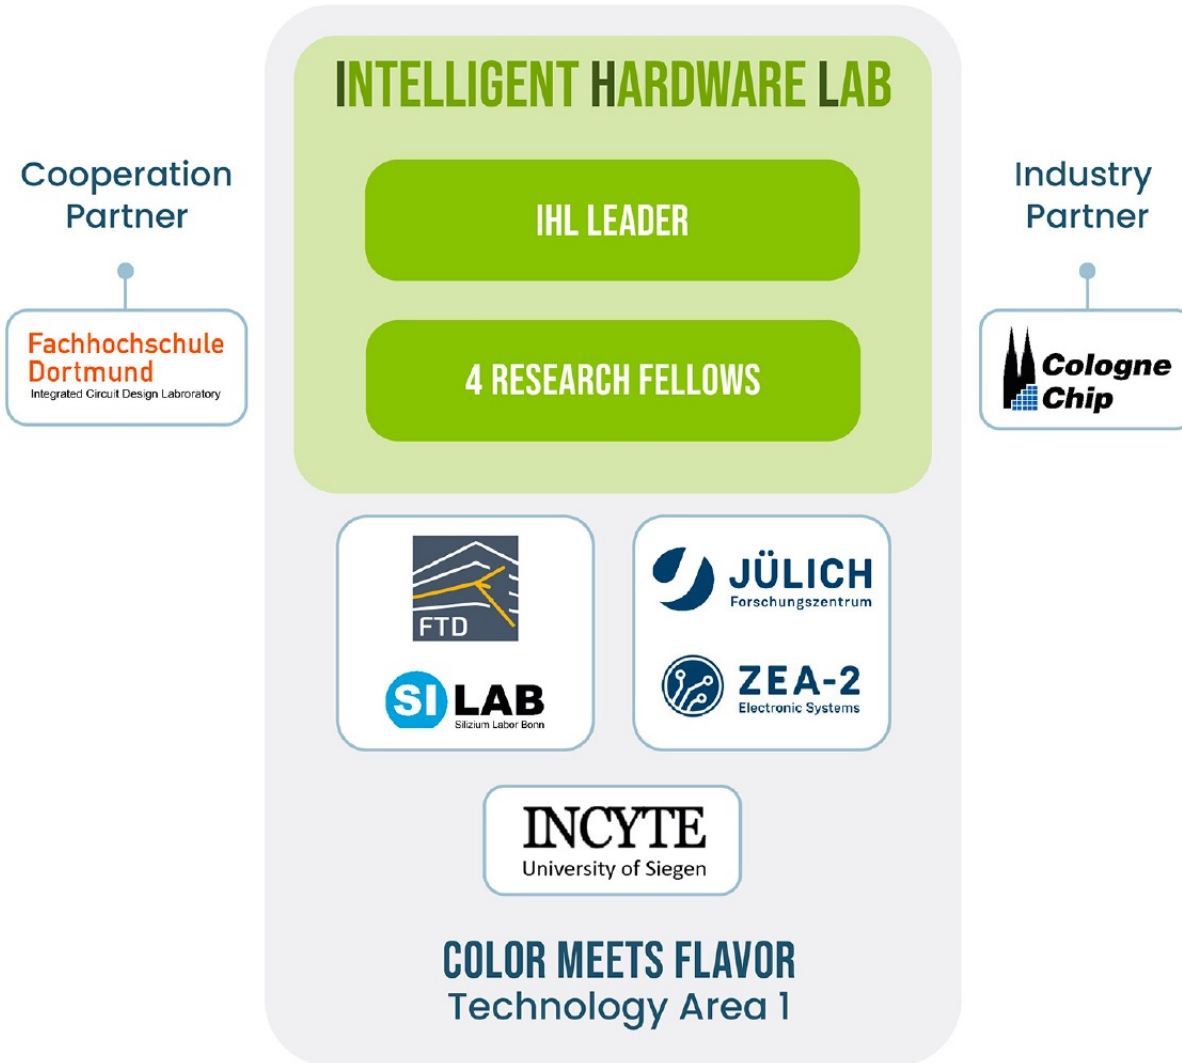 INTELLIGENT HARDWARE LAB
Cooperation
Partner
Fachhochschule
Dortmund
Integrated Circuit Design Labroratory
IHL LEADER
4 RESEARCH FELLOWS
Industry
Partner
Cologne
Chip
FTD
SI LAB
Silizium Labor Bonn
JÜLICH
Forschungszentrum
ZEA-2
Electronic Systems
INCYTE
University of Siegen
COLOR MEETS FLAVOR
Technology Area 1